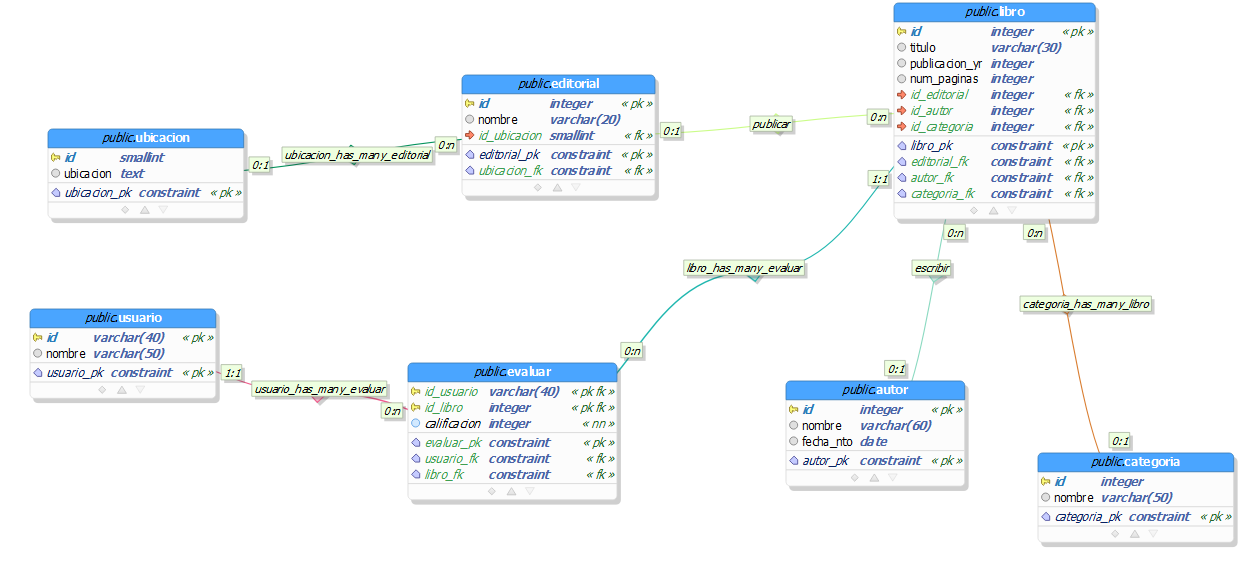 public.libro
id integer « pk »
titulo varchar(30)
publicacion_yr integer
num_paginas integer
id_editorial integer « fk »
id_autor integer « fk »
id_categoria integer « fk »
libro_pk constraint « pk »
editorial_fk constraint « fk »
autor_fk constraint « fk »
categoria_fk constraint « fk »
public.editorial
id integer « pk »
nombre varchar(20)
id_ubicacion smallint « fk »
editorial_pk constraint « pk »
ubicacion_fk constraint « fk »
0:1
publicar
0:n
public.ubicacion
id smallint
ubicacion text
ubicacion_pk constraint « pk »
0:1
ubicacion_has_many_editorial
0:n
1:1
libro_has_many_evaluar
0:n
0:n
escribir
0:1
0:n
categoria_has_many_libro
0:1
public.usuario
id varchar(40) « pk »
nombre varchar(50)
usuario_pk constraint « pk »
1:1
usuario_has_many_evaluar
0:n
public.evaluar
id_usuario varchar(40) « pk fk »
id_libro integer « pk fk »
calificacion integer « nn »
evaluar_pk constraint « pk »
usuario_fk constraint « fk »
libro_fk constraint « fk »
public.autor
id integer « pk »
nombre varchar(60)
fecha_nto date
autor_pk constraint « pk »
public.categoria
id integer
nombre varchar(50)
categoria_pk constraint « pk »